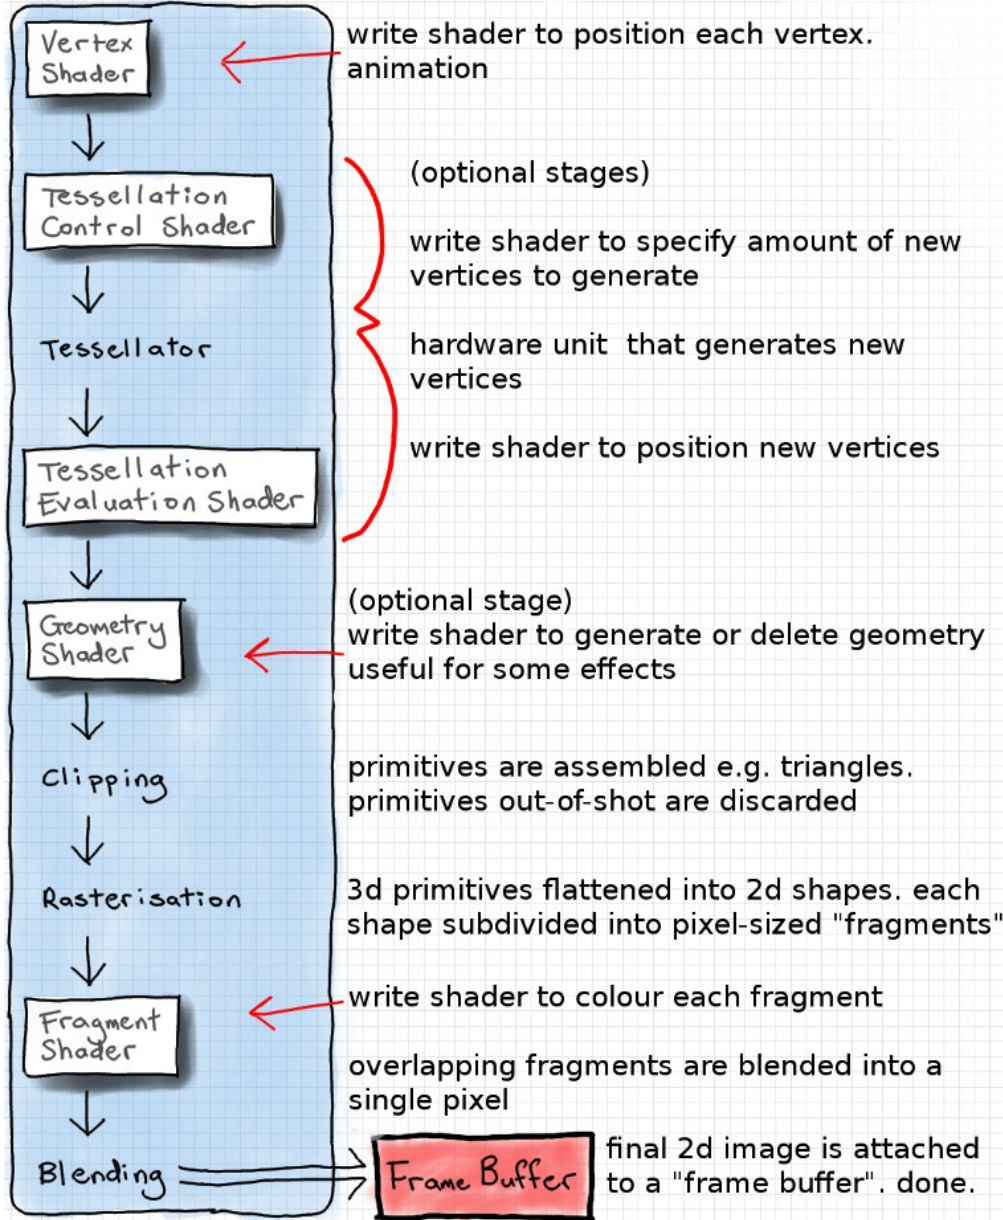 Vertex
Shader
write shader to position each vertex.
animation
Tessellation
Control Shader
(optional stages)
write shader to specify amount of new
vertices to generate
Tessellator
hardware unit  that generates new
vertices
Tessellation
Evaluation Shader
write shader to position new vertices
Geometry
Shader
(optional stage)
write shader to generate or delete geometry
useful for some effects
Clipping
primitives are assembled e.g. triangles.
primitives out-of-shot are discarded
Rasterisation
3d primitives flattened into 2d shapes. each
shape subdivided into pixel-sized "fragments"
Fragment
Shader
write shader to colour each fragment
overlapping fragments are blended into a
single pixel
Blending
Frame Buffer
final 2d image is attached
to a "frame buffer". done.